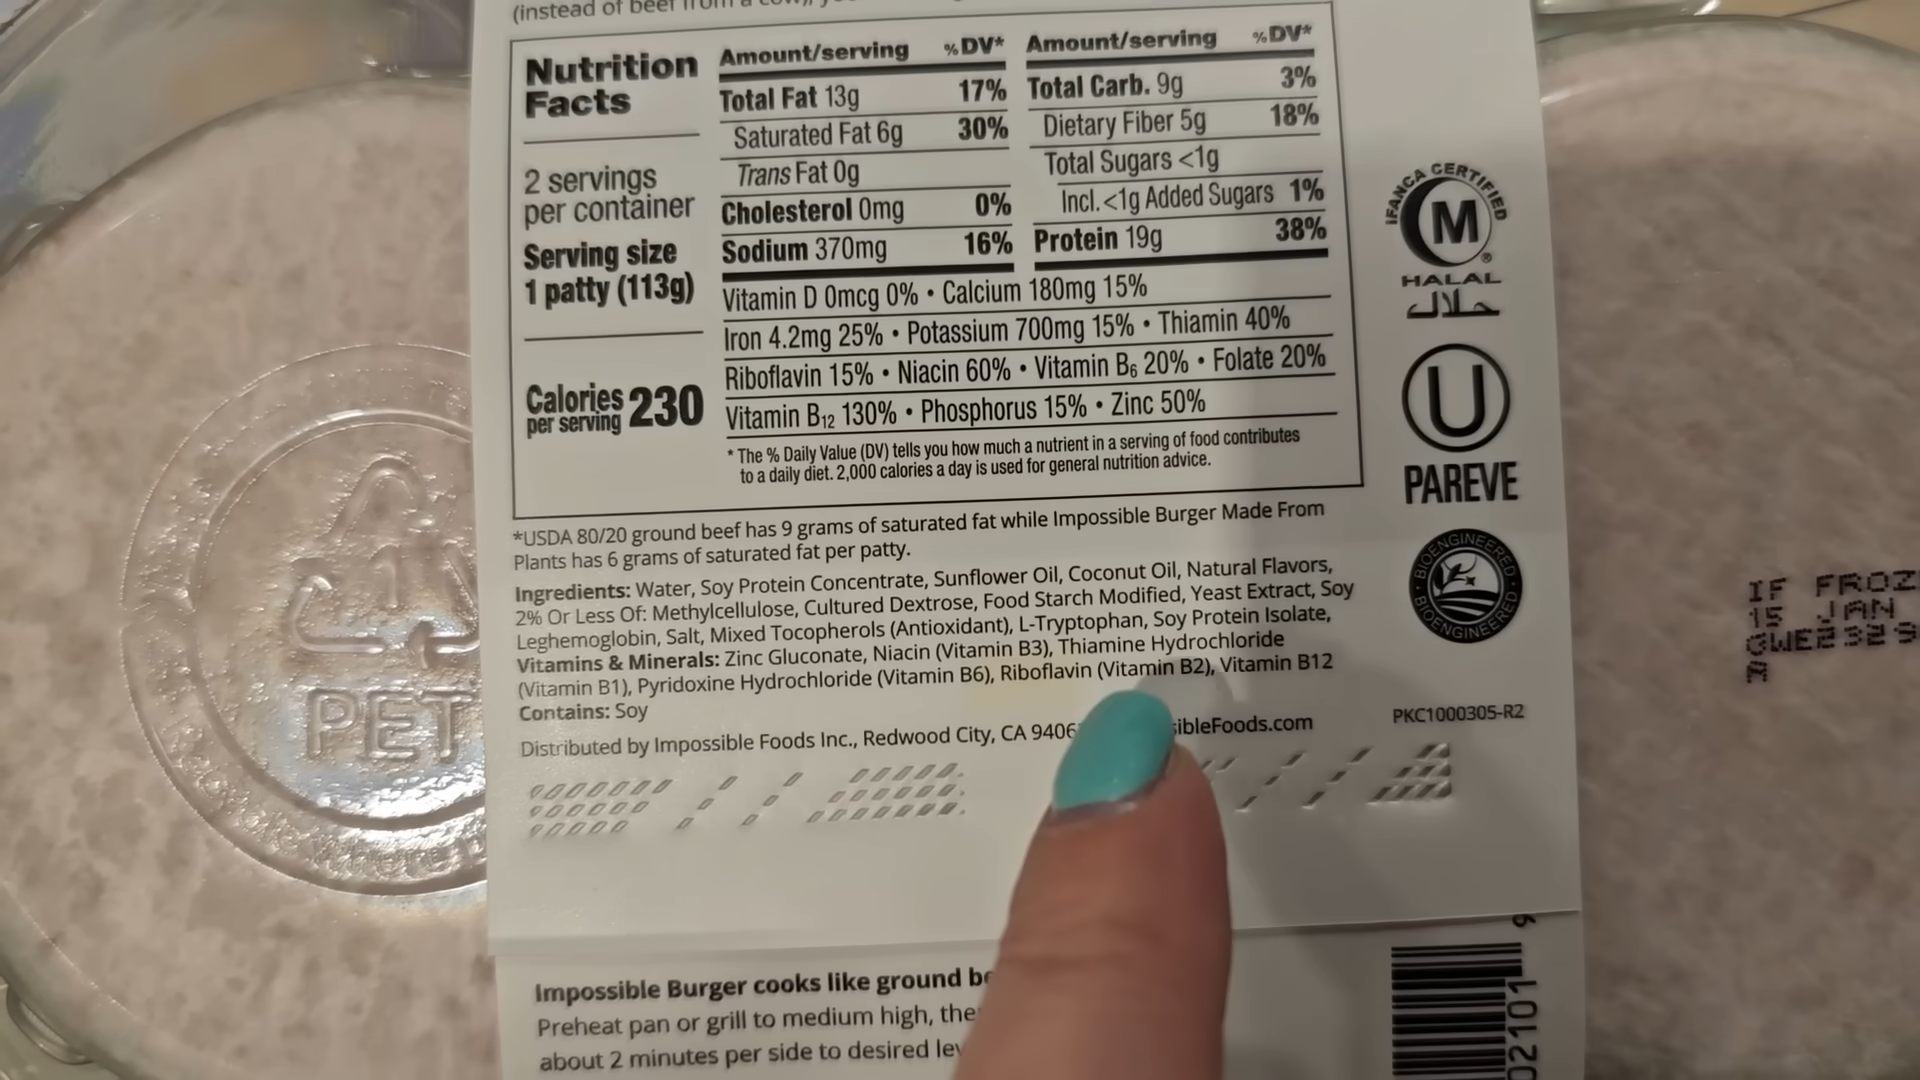 (instead of beef from a cow), y
Nutrition
Facts
2 servings
per container
Serving size
1 patty (113g)
Calories
per serving 230
Amount/serving %DV*
Total Fat 13g 17%
Saturated Fat 6g 30%
Trans Fat 0g
Cholesterol 0mg 0%
Sodium 370mg 16%
Amount/serving %DV*
Total Carb. 9g 3%
Dietary Fiber 5g 18%
Total Sugars <1g
Incl.<1g Added Sugars 1%
Protein 19g 38%
Vitamin D 0mcg 0% • Calcium 180mg 15%
Iron 4.2mg 25% • Potassium 700mg 15% • Thiamin 40%
Riboflavin 15% • Niacin 60% • Vitamin B₆ 20% • Folate 20%
Vitamin B₁₂ 130% • Phosphorus 15% • Zinc 50%
* The % Daily Value (DV) tells you how much a nutrient in a serving of food contributes
to a daily diet. 2,000 calories a day is used for general nutrition advice.
*USDA 80/20 ground beef has 9 grams of saturated fat while Impossible Burger Made From
Plants has 6 grams of saturated fat per patty.
Ingredients: Water, Soy Protein Concentrate, Sunflower Oil, Coconut Oil, Natural Flavors,
2% Or Less Of: Methylcellulose, Cultured Dextrose, Food Starch Modified, Yeast Extract, Soy
Leghemoglobin, Salt, Mixed Tocopherols (Antioxidant), L-Tryptophan, Soy Protein Isolate,
Vitamins & Minerals: Zinc Gluconate, Niacin (Vitamin B3), Thiamine Hydrochloride
(Vitamin B1), Pyridoxine Hydrochloride (Vitamin B6), Riboflavin (Vitamin B2), Vitamin B12
Contains: Soy
Distributed by Impossible Foods Inc., Redwood City, CA 9406 ibleFoods.com
PKC1000305-R2
IFANCA CERTIFIED
M
®
HALAL
حلال
U
PAREVE
BIOENGINEERED
BIOENGINEERED
1
PET
IF FROZ
15 JAN
Impossible Burger cooks like ground be
Preheat pan or grill to medium high, the
about 2 minutes per side to desired lev
02101 9